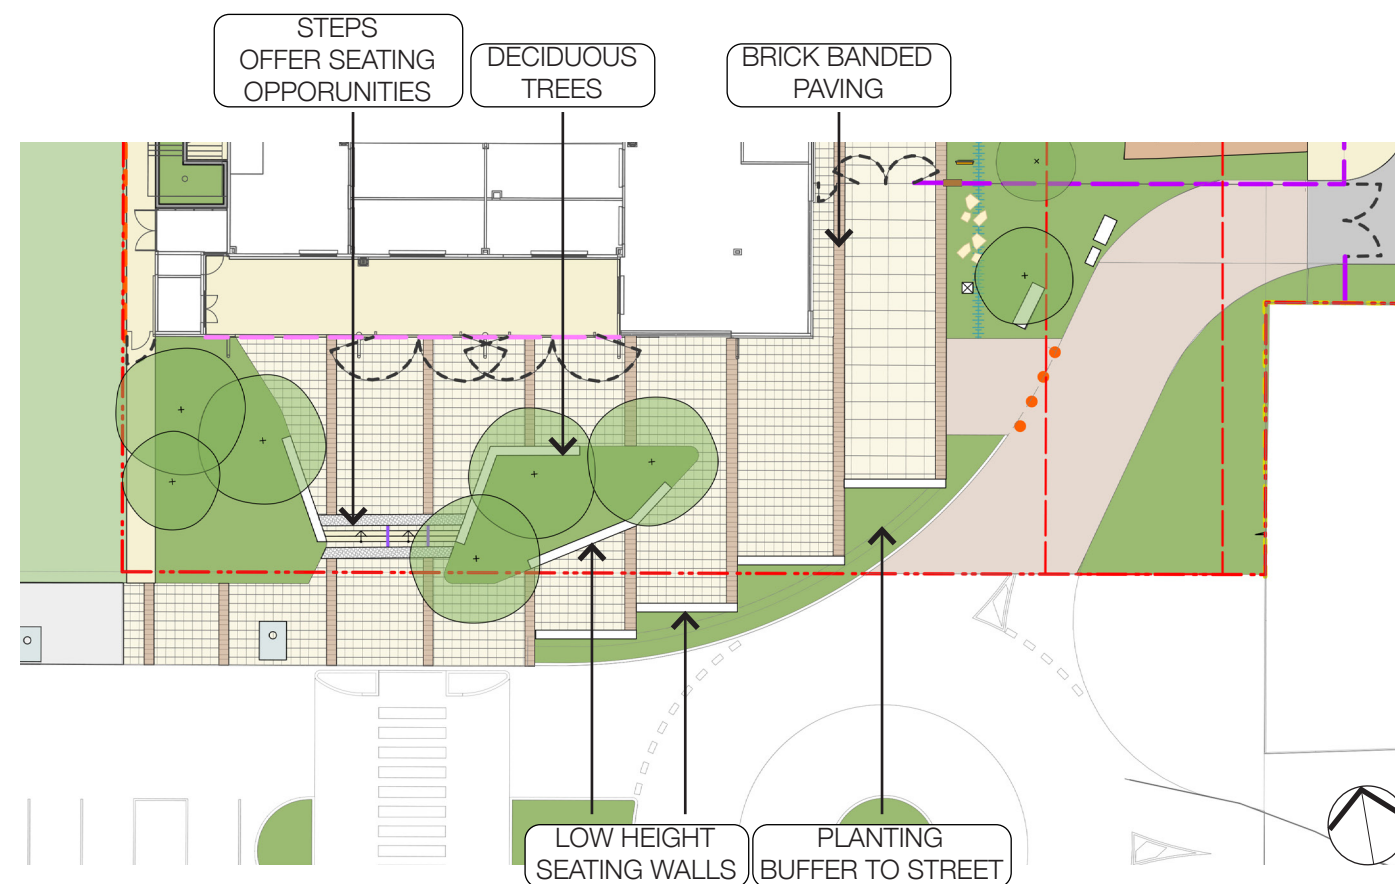 STEPS
OFFER SEATING
OPPORUNITIES
DECIDUOUS
TREES
BRICK BANDED
PAVING
LOW HEIGHT
SEATING WALLS
PLANTING
BUFFER TO STREET